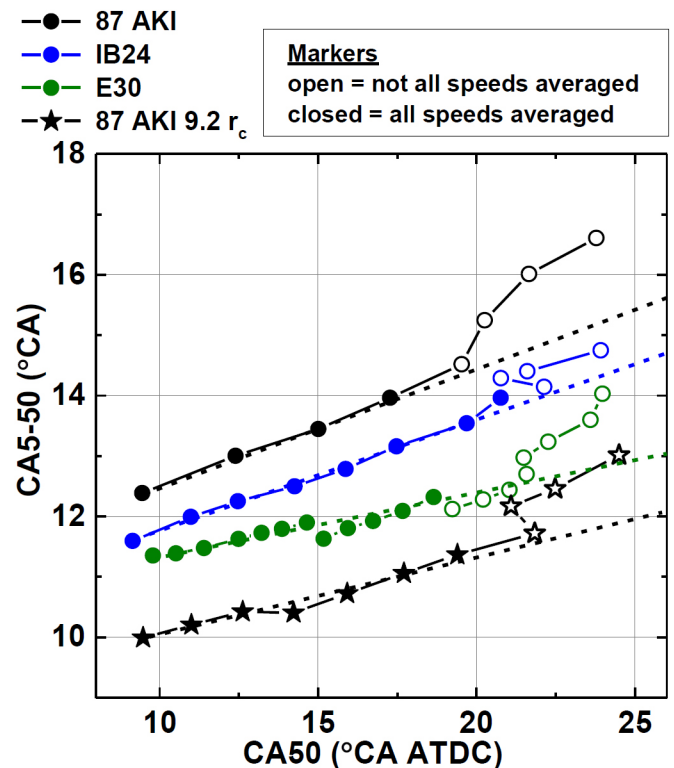 87 AKI
IB24
E30
87 AKI 9.2 rc
Markers
open = not all speeds averaged
closed = all speeds averaged
18
16
14
12
10
CA5-50 (°CA)
10 15 20 25
CA50 (°CA ATDC)